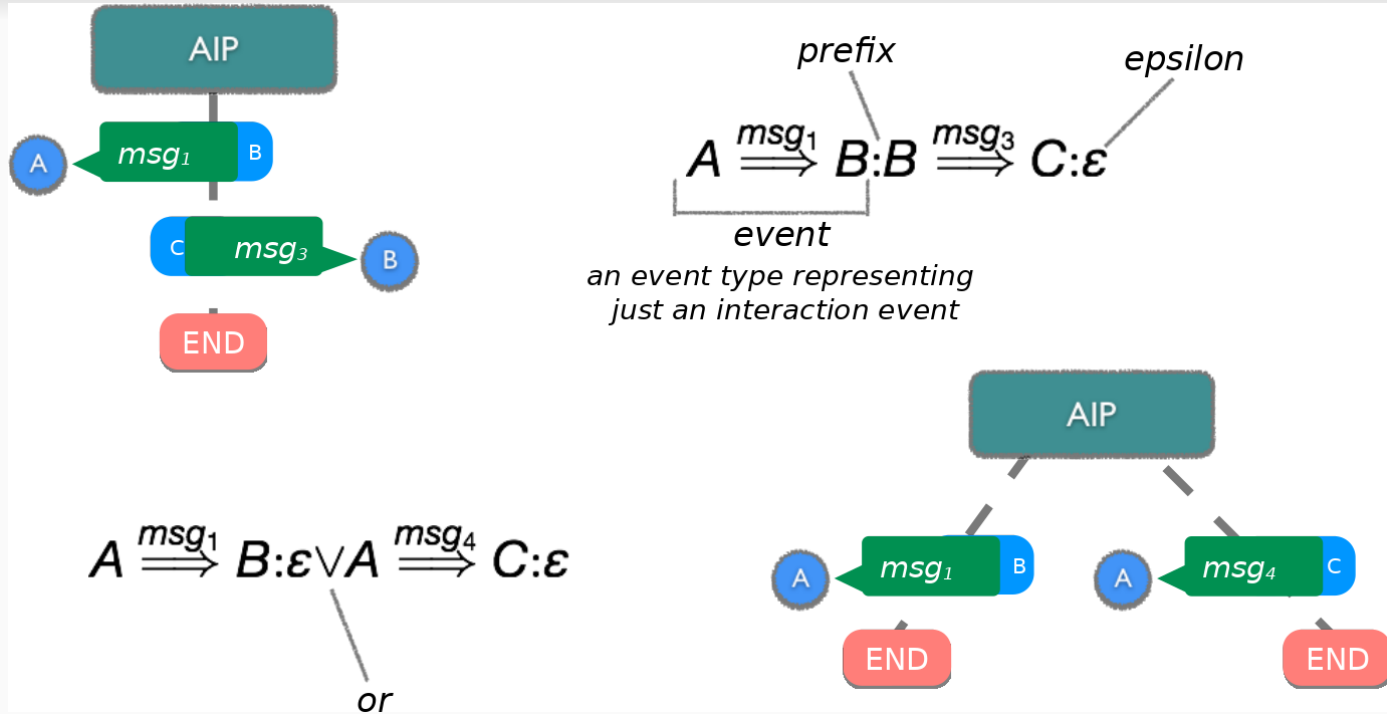 AIP
A
msg₁
B
C
msg₃
B
END
prefix
epsilon
A msg₁⟹ B:B msg₃⟹ C:ε
event
an event type representing
just an interaction event
A msg₁⟹ B:ε∨A msg₄⟹ C:ε
or
AIP
A
msg₁
B
A
msg₄
C
END
END